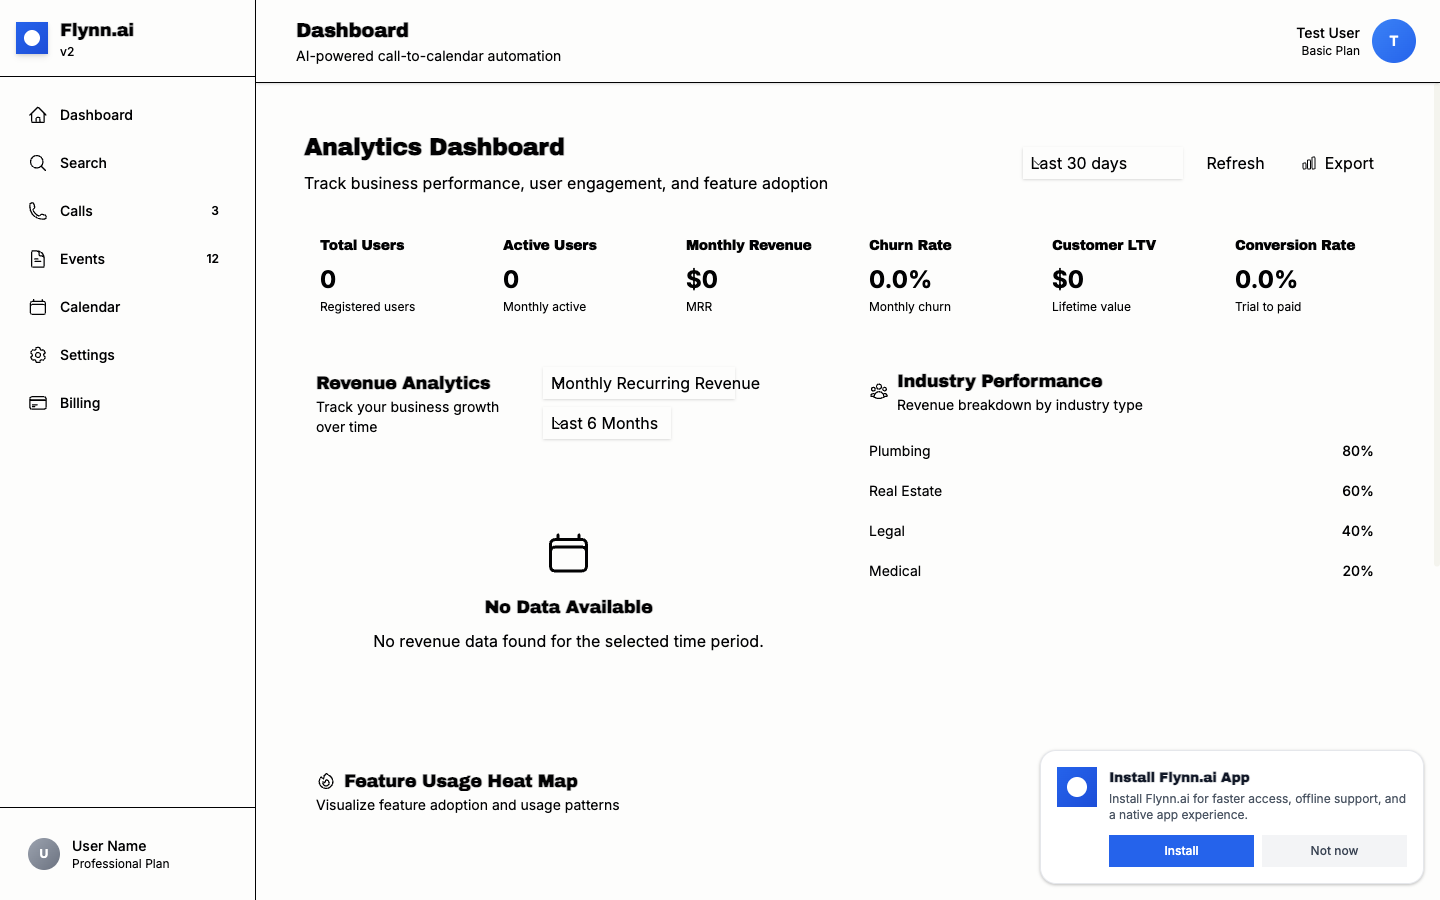 Flynn.ai
v2
Dashboard
Search
Calls 3
Events 12
Calendar
Settings
Billing
User Name
U
Professional Plan
Dashboard
AI-powered call-to-calendar automation
Test User
Basic Plan
T
Analytics Dashboard
Track business performance, user engagement, and feature adoption
Last 30 days
Refresh
Export
Total Users
0
Registered users
Active Users
0
Monthly active
Monthly Revenue
$0
MRR
Churn Rate
0.0%
Monthly churn
Customer LTV
$0
Lifetime value
Conversion Rate
0.0%
Trial to paid
Revenue Analytics
Track your business growth
over time
Monthly Recurring Revenue
Last 6 Months
No Data Available
No revenue data found for the selected time period.
Industry Performance
Revenue breakdown by industry type
Plumbing 80%
Real Estate 60%
Legal 40%
Medical 20%
Feature Usage Heat Map
Visualize feature adoption and usage patterns
Install Flynn.ai App
Install Flynn.ai for faster access, offline support, and
a native app experience.
Install
Not now